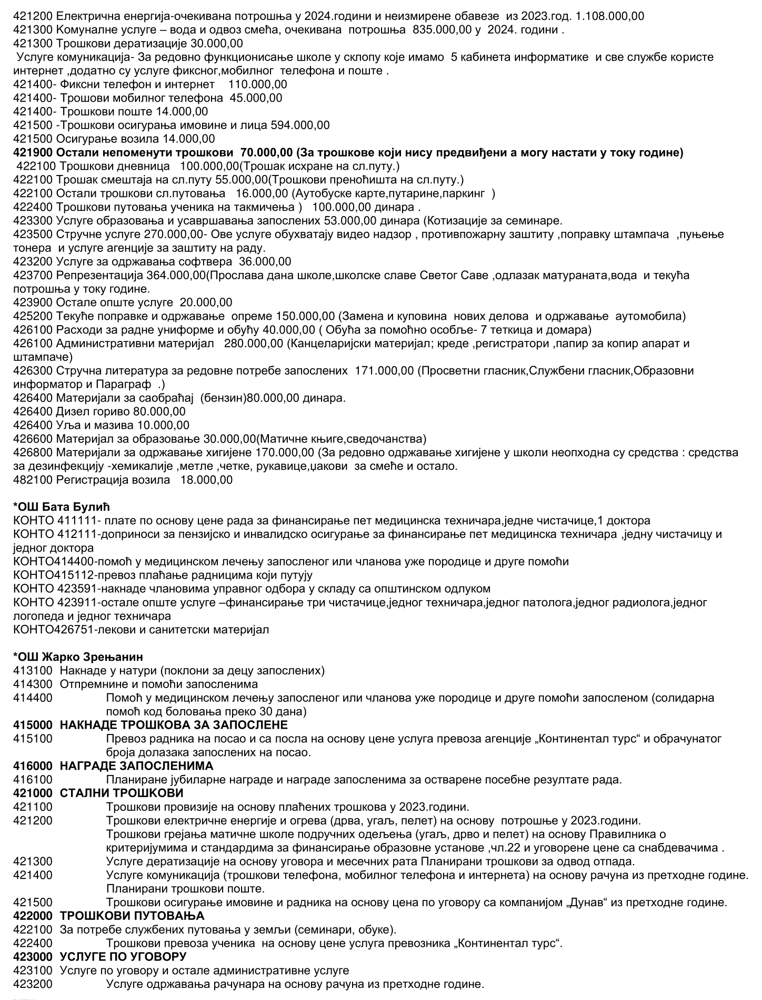 421200 Електрична енергија-очекивана потрошња у 2024.години и неизмирене обавезе  из 2023.год. 1.108.000,00
421300 Комуналне услуге – вода и одвоз смећа, очекивана  потрошња  835.000,00 у  2024. години .
421300 Трошкови дератизације 30.000,00
Услуге комуникација- За редовно функционисање школе у склопу које имамо  5 кабинета информатике  и све службе користе
интернет ,додатно су услуге фиксног,мобилног  телефона и поште .
421400- Фиксни телефон и интернет    110.000,00
421400- Трошови мобилног телефона  45.000,00
421400- Трошкови поште 14.000,00
421500 -Трошкови осигурања имовине и лица 594.000,00
421500 Осигурање возила 14.000,00
421900 Остали непоменути трошкови  70.000,00 (За трошкове који нису предвиђени а могу настати у току године)
422100 Трошкови дневница   100.000,00(Трошак исхране на сл.путу.)
422100 Трошак смештаја на сл.путу 55.000,00(Трошкови преноћишта на сл.путу.)
422100 Остали трошкови сл.путовања   16.000,00 (Аутобуске карте,путарине,паркинг  )
422400 Трошкови путовања ученика на такмичења )   100.000,00 динара .
423300 Услуге образовања и усавршавања запослених 53.000,00 динара (Котизације за семинаре.
423500 Стручне услуге 270.000,00- Ове услуге обухватају видео надзор , противпожарну заштиту ,поправку штампача  ,пуњење
тонера  и услуге агенције за заштиту на раду.
423200 Услуге за одржавања софтвера  36.000,00
423700 Репрезентација 364.000,00(Прослава дана школе,школске славе Светог Саве ,одлазак матураната,вода  и текућа
потрошња у току године.
423900 Остале опште услуге  20.000,00
425200 Текуће поправке и одржавање  опреме 150.000,00 (Замена и куповина  нових делова  и одржавање  аутомобила)
426100 Расходи за радне униформе и обућу 40.000,00 ( Обућа за помоћно особље- 7 теткица и домара)
426100 Административни материјал   280.000,00 (Канцеларијски материјал; креде ,регистратори ,папир за копир апарат и
штампаче)
426300 Стручна литература за редовне потребе запослених  171.000,00 (Просветни гласник,Службени гласник,Образовни
информатор и Параграф  .)
426400 Материјали за саобраћај  (бензин)80.000,00 динара.
426400 Дизел гориво 80.000,00
426400 Уља и мазива 10.000,00
426600 Материјал за образовање 30.000,00(Матичне књиге,сведочанства)
426800 Материјали за одржавање хигијене 170.000,00 (За редовно одржавање хигијене у школи неопходна су средства : средства
за дезинфекцију -хемикалије ,метле ,четке, рукавице,џакови  за смеће и остало.
482100 Регистрација возила   18.000,00

*ОШ Бата Булић
КОНТО 411111- плате по основу цене рада за финансирање пет медицинска техничара,једне чистачице,1 доктора
КОНТО 412111-доприноси за пензијско и инвалидско осигурање за финансирање пет медицинска техничара ,једну чистачицу и
једног доктора
КОНТО414400-помоћ у медицинском лечењу запосленог или чланова уже породице и друге помоћи
КОНТО415112-превоз плаћање радницима који путују
КОНТО 423591-накнаде члановима управног одбора у складу са општинском одлуком
КОНТО 423911-остале опште услуге –финансирање три чистачице,једног техничара,једног патолога,једног радиолога,једног
логопеда и једног техничара
КОНТО426751-лекови и санитетски материјал

*ОШ Жарко Зрењанин
413100  Накнаде у натури (поклони за децу запослених)
414300  Отпремнине и помоћи запосленима
414400  Помоћ у медицинском лечењу запосленог или чланова уже породице и друге помоћи запосленом (солидарна
помоћ код боловања преко 30 дана)
415000  НАКНАДЕ ТРОШКОВА ЗА ЗАПОСЛЕНЕ
415100  Превоз радника на посао и са посла на основу цене услуга превоза агенције „Континентал турс“ и обрачунатог
броја долазака запослених на посао.
416000  НАГРАДЕ ЗАПОСЛЕНИМА
416100  Планиране јубиларне награде и награде запосленима за остварене посебне резултате рада.
421000  СТАЛНИ ТРОШКОВИ
421100  Трошкови провизије на основу плаћених трошкова у 2023.години.
421200  Трошкови електричне енергије и огрева (дрва, угаљ, пелет) на основу  потрошње у 2023.години.
Трошкови грејања матичне школе подручних одељења (угаљ, дрво и пелет) на основу Правилника о
критеријумима и стандардима за финансирање образовне установе ,чл.22 и уговорене цене са снабдевачима .
421300  Услуге дератизације на основу уговора и месечних рата Планирани трошкови за одвод отпада.
421400  Услуге комуникација (трошкови телефона, мобилног телефона и интернета) на основу рачуна из претходне године.
Планирани трошкови поште.
421500  Трошкови осигурање имовине и радника на основу цена по уговору са компанијом „Дунав“ из претходне године.
422000  ТРОШКОВИ ПУТОВАЊА
422100  За потребе службених путовања у земљи (семинари, обуке).
422400  Трошкови превоза ученика  на основу цене услуга превозника „Континентал турс“.
423000  УСЛУГЕ ПО УГОВОРУ
423100  Услуге по уговору и остале административне услуге
423200  Услуге одржавања рачунара на основу рачуна из претходне године.